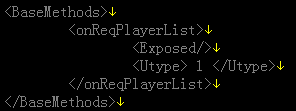 <BaseMethods>↓
<onReqPlayerList>↓
<Exposed/>↓
<Utype> 1 </Utype>↓
</onReqPlayerList>↓
</BaseMethods>↓